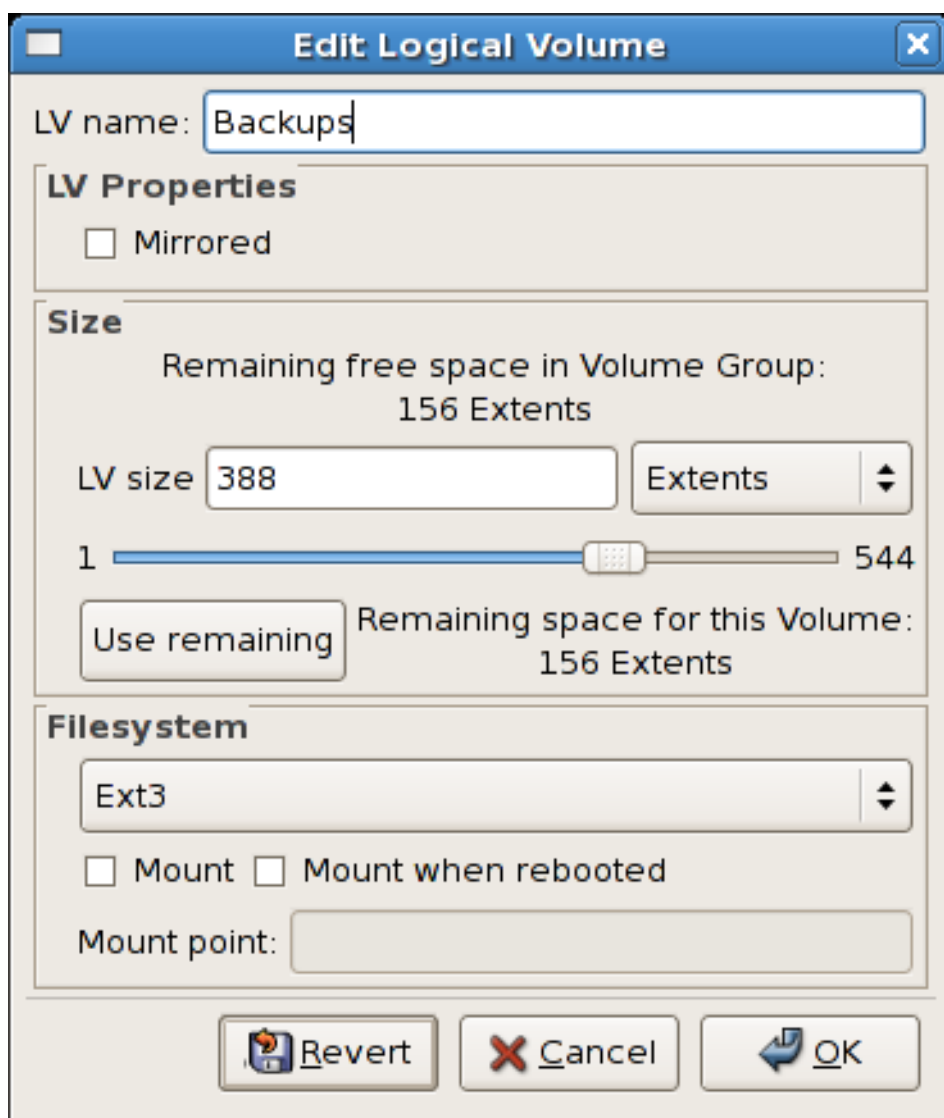 Edit Logical Volume
LV name: Backups
LV Properties
Mirrored
Size
Remaining free space in Volume Group:
156 Extents
LV size 388 Extents
1 544
Use remaining
Remaining space for this Volume:
156 Extents
Filesystem
Ext3
Mount Mount when rebooted
Mount point:
Revert Cancel OK